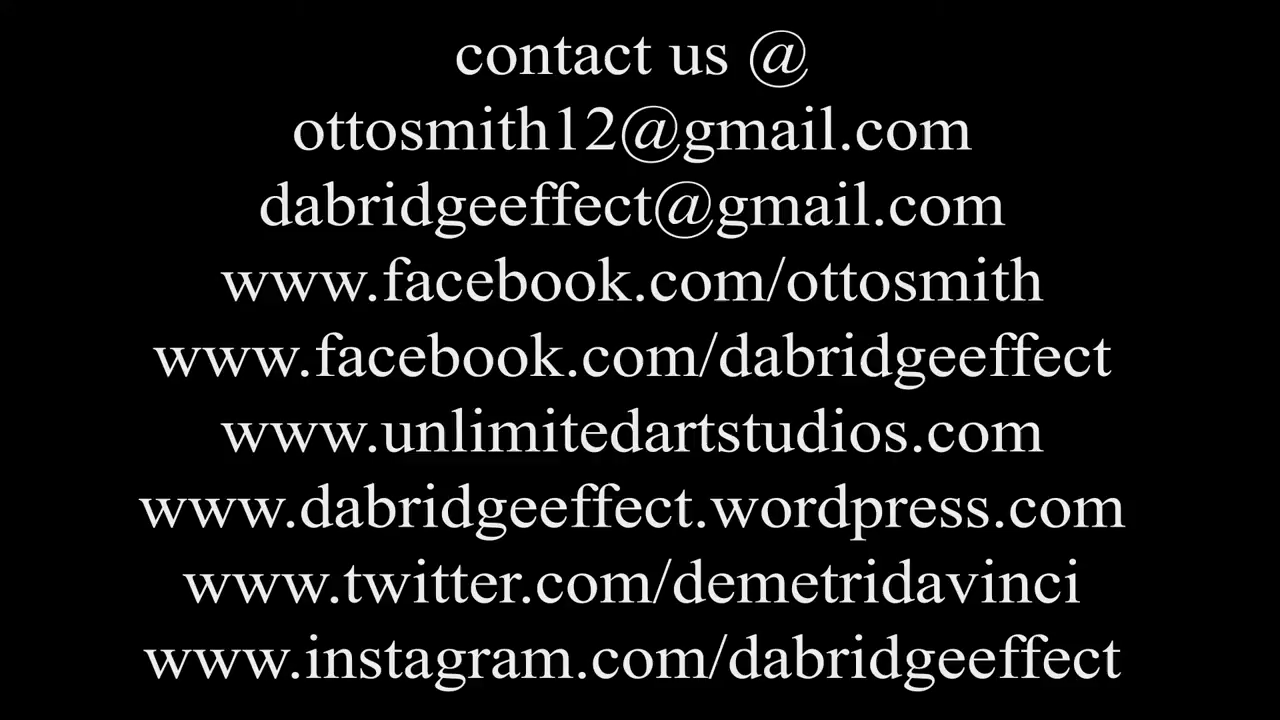 contact us @
ottosmith12@gmail.com
dabridgeeffect@gmail.com
www.facebook.com/ottosmith
www.facebook.com/dabridgeeffect
www.unlimitedartstudios.com
www.dabridgeeffect.wordpress.com
www.twitter.com/demetridavinci
www.instagram.com/dabridgeeffect